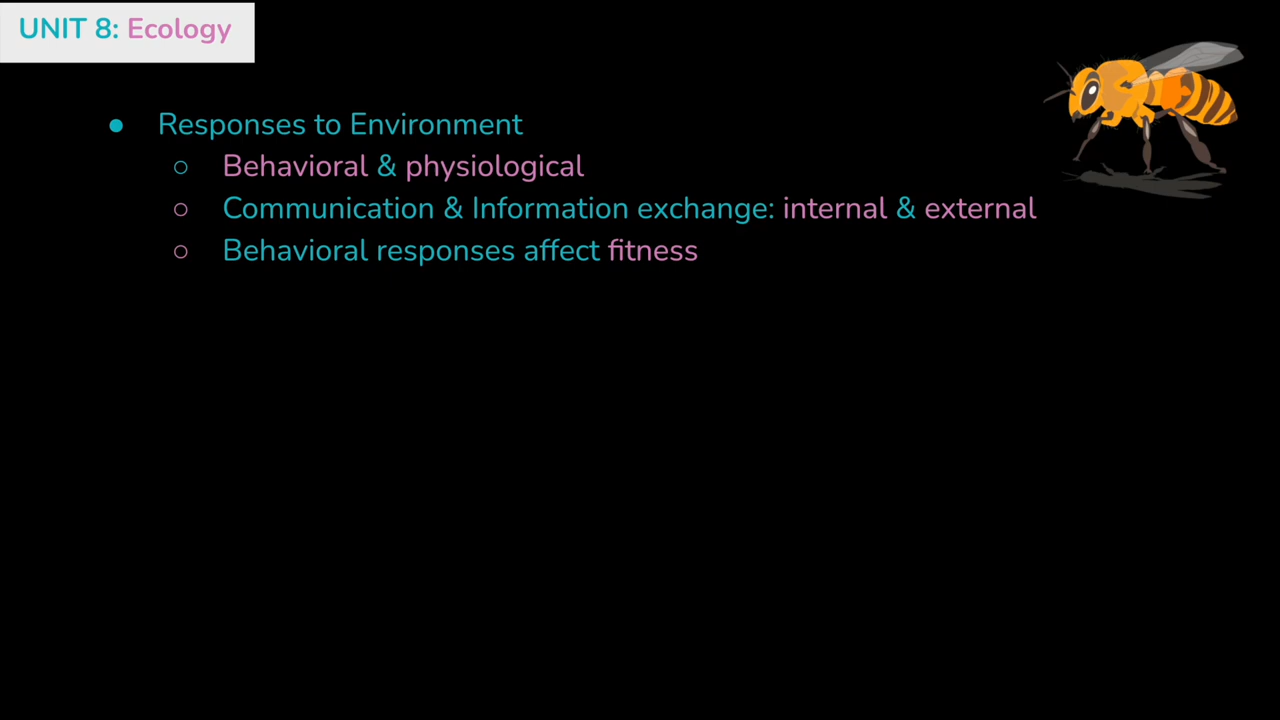 UNIT 8: Ecology
● Responses to Environment
○ Behavioral & physiological
○ Communication & Information exchange: internal & external
○ Behavioral responses affect fitness